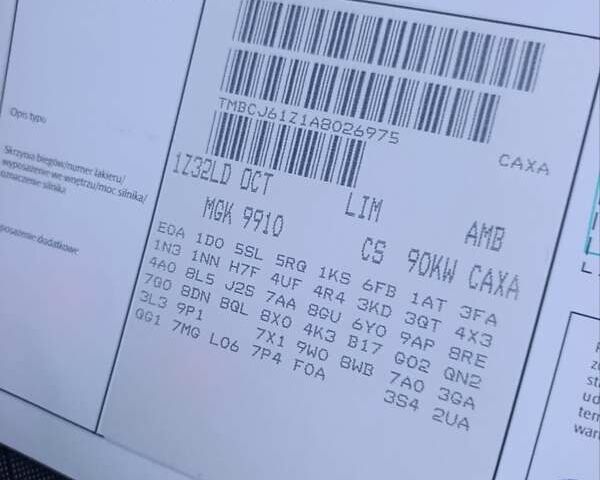 TMBCJ61Z1A8026975
CAXA
Opis typu
Skrzynia biegów/numer lakieru/
wyposażenie we wnętrzu/moc silnika/
oznaczenie silnika
posażenie dodatkowe
1Z32LD OCT LIM AMB
MGK 9910 CS 90KW CAXA
E0A 1D0 5SL 5RQ 1KS 6FB 1AT 3FA
1N3 1NN H7F 4UF 4R4 3KD 3QT 4X3
4A0 8L5 J2S 7AA 8GU 6Y0 9AP 8RE
8DN 8QL 8X0 4K3 B17 G02 QN2
3L3 9P1 7X1 9W0 8WB 7A0 3GA
QG1 7MG L06 7P4 F0A 3S4 2UA